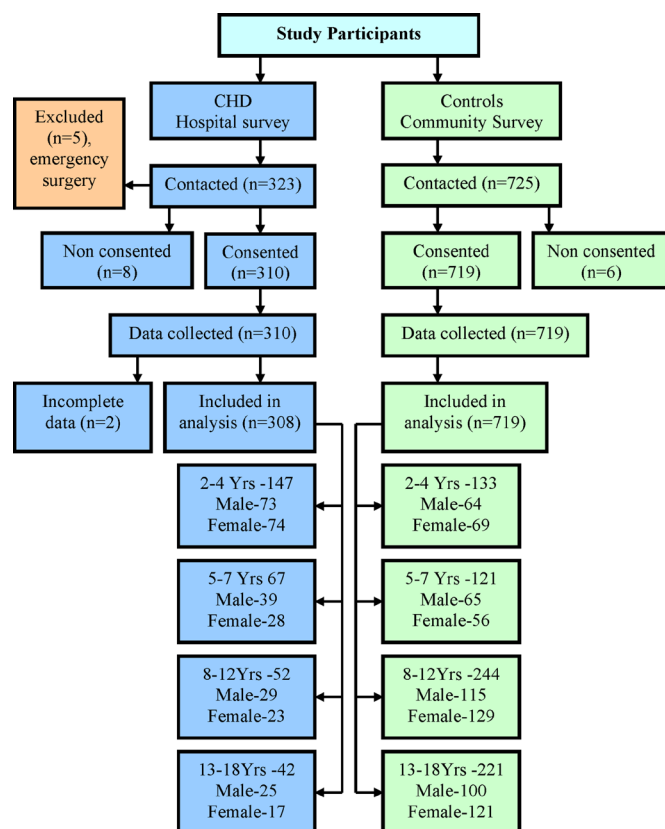 Study Participants
CHD
Hospital survey
Controls
Community Survey
Excluded
(n=5),
emergency
surgery
Contacted (n=323)
Contacted (n=725)
Non consented
(n=8)
Consented
(n=310)
Consented
(n=719)
Non consented
(n=6)
Data collected (n=310)
Data collected (n=719)
Incomplete
data (n=2)
Included in
analysis (n=308)
Included in
analysis (n=719)
2-4 Yrs -147
Male-73
Female-74
2-4 Yrs -133
Male-64
Female-69
5-7 Yrs 67
Male-39
Female-28
5-7 Yrs -121
Male-65
Female-56
8-12Yrs -52
Male-29
Female-23
8-12Yrs -244
Male-115
Female-129
13-18Yrs -42
Male-25
Female-17
13-18Yrs -221
Male-100
Female-121